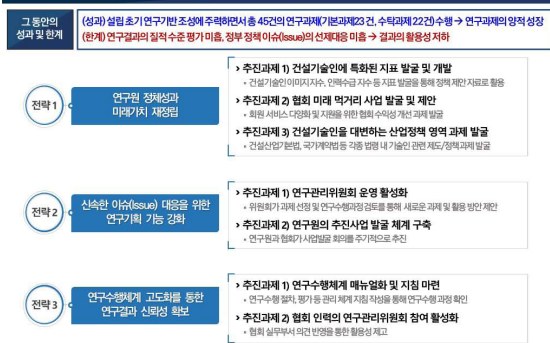 그 동안의
성과 및 한계
(성과) 설립 초기 연구기반 조성에 주력하면서 총 45건의 연구과제(기본과제23 건, 수탁과제 22건) 수행 → 연구과제의 양적 성장
(한계) 연구결과의 질적 수준 평가 미흡, 정부 정책 이슈(Issue)의 선제대응 미흡 → 결과의 활용성 저하
전략 1
연구원 정체성과
미래가치 재정립
› 추진과제 1) 건설기술인에 특화된 지표 발굴 및 개발
• 건설기술인 이미지지수, 인력수급 지수 등 지표 발굴을 통해 정책 제안 자료로 활용
› 추진과제 2) 협회 미래 먹거리 사업 발굴 및 제안
• 회원 서비스 다양화 및 지원을 위한 협회 수익성 개선 과제 발굴
› 추진과제 3) 건설기술인을 대변하는 산업정책 영역 과제 발굴
• 건설산업기본법, 국가계약법 등 각종 법령 내 기술인 관련 제도/정책 과제 발굴
전략 2
신속한 이슈(Issue) 대응을 위한
연구기획 기능 강화
› 추진과제 1) 연구관리위원회 운영 활성화
• 위원회가 과제 선정 및 연구수행과정 검토를 통해 새로운 과제 및 활용 방안 제안
› 추진과제 2) 연구원의 추진사업 발굴 체계 구축
• 연구원과 협회가 사업발굴 회의를 주기적으로 추진
전략 3
연구수행체계 고도화를 통한
연구결과 신뢰성 확보
› 추진과제 1) 연구수행체계 매뉴얼화 및 지침 마련
• 연구수행 절차, 평가 등 관리 체계 지침 작성을 통해 연구수행 과정 확인
› 추진과제 2) 협회 인력의 연구관리위원회 참여 활성화
• 협회 실무부서 의견 반영을 통한 활용성 제고